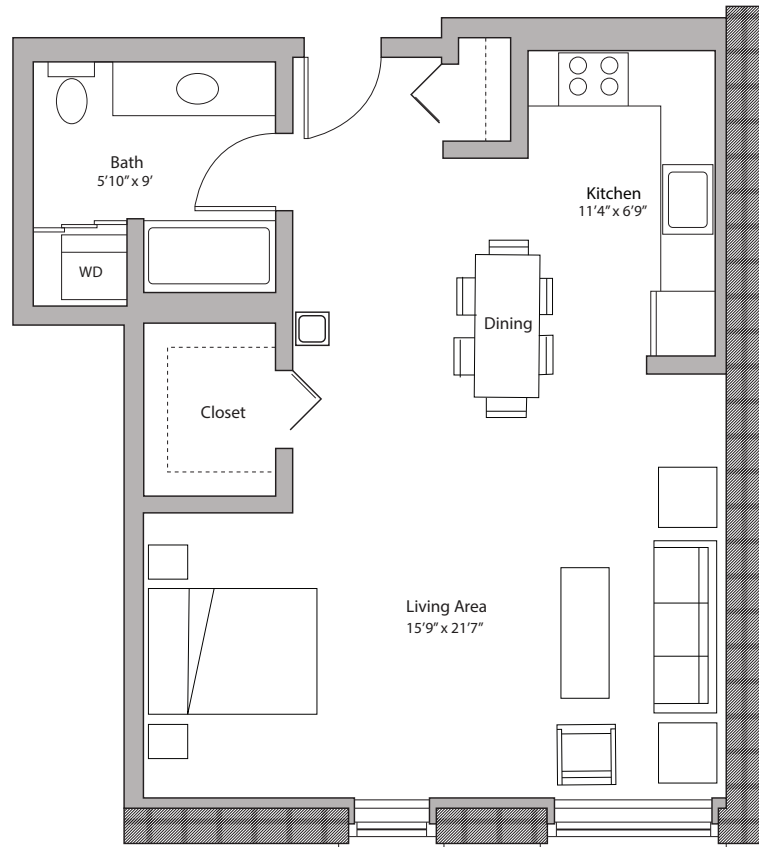 Bath
5’10” x 9’
Kitchen
11’4” x 6’9”
WD
Dining
Closet
Living Area
15’9” x 21’7”